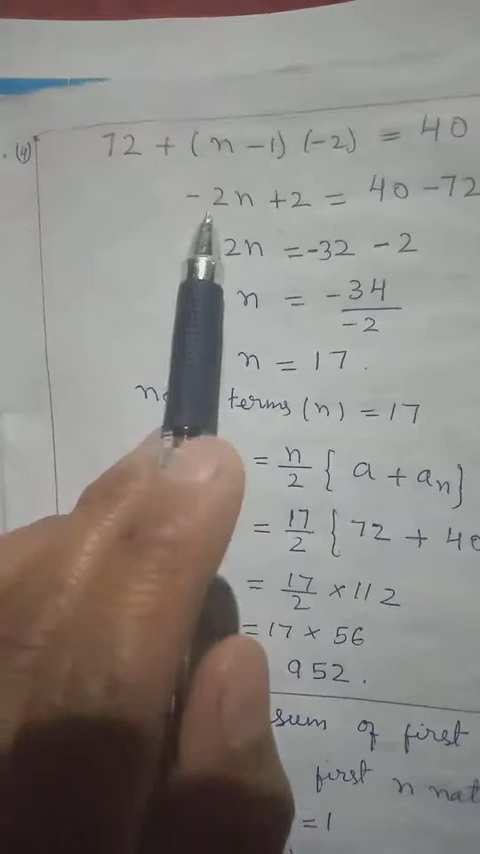 . (4) 72 + (n - 1) (-2) = 40
- 2n + 2 = 40 - 72
2n = -32 - 2
n = -34 / -2
n = 17 .
terms (n) = 17
= n/2 { a + an }
= 17/2 { 72 + 40
= 17/2 × 112
= 17 × 56
952 .
sum of first
first n nat
= 1